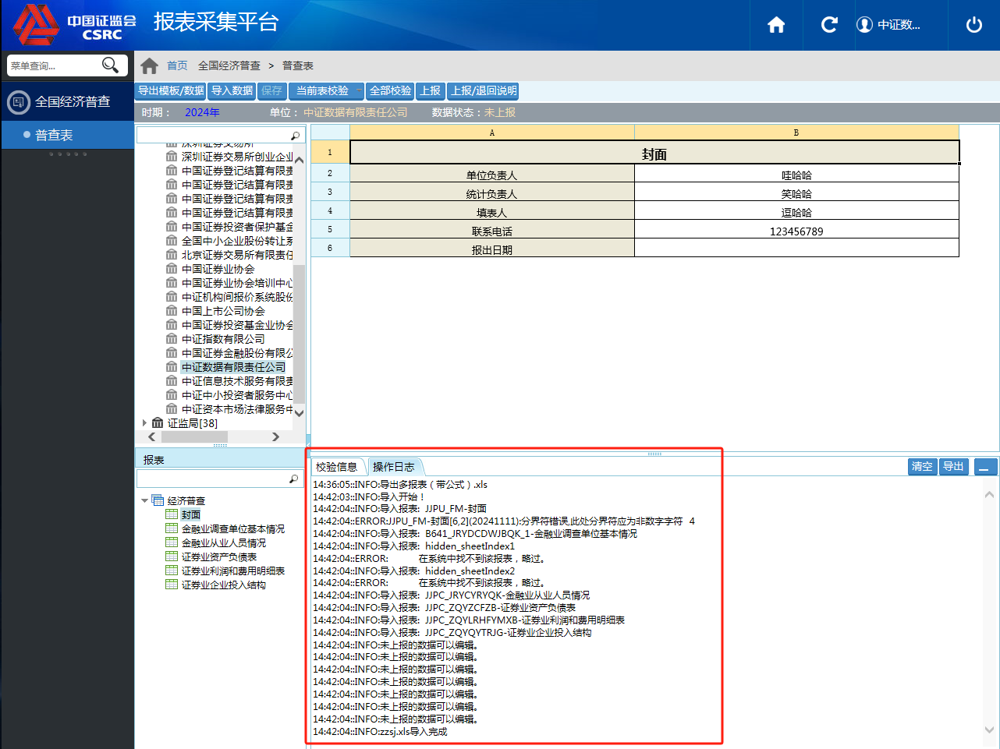 中国证监会
CSRC
报表采集平台
中证数...
菜单查询...
首页 全国经济普查 > 普查表
全国经济普查
普查表
导出模板/数据 导入数据 保存 当前表校验 全部校验 上报 上报/退回说明
时期： 2024年 单位：中证数据有限责任公司 数据状态：未上报
深圳证券交易所
深圳证券交易所创业企业
中国证券登记结算有限责
中国证券登记结算有限责
中国证券登记结算有限责
中国证券登记结算有限责
中国证券投资者保护基金
全国中小企业股份转让系
北京证券交易所有限责任
中国证券业协会
中国证券业协会培训中心
中证机构间报价系统股份
中国上市公司协会
中国证券投资基金业协会
中证指数有限公司
中国证券金融股份有限公
中证数据有限责任公司
中证信息技术服务有限责
中证中小投资者服务中心
中证资本市场法律服务中
证监局[38]
A B
1 封面
2 单位负责人 哇哈哈
3 统计负责人 笑哈哈
4 填表人 逗哈哈
5 联系电话 123456789
6 报出日期
报表
经济普查
封面
金融业调查单位基本情况
金融业从业人员情况
证券业资产负债表
证券业利润和费用明细表
证券业企业投入结构
校验信息 操作日志 清空 导出
14:36:05::INFO:导出多报表（带公式）.xls
14:42:03::INFO:导入开始！
14:42:04::INFO:导入报表: JJPU_FM-封面
14:42:04::ERROR:JJPU_FM-封面[6,2](20241111):分界符错误,此处分界符应为非数字字符 4
14:42:04::INFO:导入报表: B641_JRYDCDWJBQK_1-金融业调查单位基本情况
14:42:04::INFO:导入报表: hidden_sheetIndex1
14:42:04::ERROR: 在系统中找不到该报表，略过。
14:42:04::INFO:导入报表: hidden_sheetIndex2
14:42:04::ERROR: 在系统中找不到该报表，略过。
14:42:04::INFO:导入报表: JJPC_JRYCYRYQK-金融业从业人员情况
14:42:04::INFO:导入报表: JJPC_ZQYZCFZB-证券业资产负债表
14:42:04::INFO:导入报表: JJPC_ZQYLRHFYMXB-证券业利润和费用明细表
14:42:04::INFO:导入报表: JJPC_ZQYQYTRJG-证券业企业投入结构
14:42:04::INFO:未上报的数据可以编辑。
14:42:04::INFO:未上报的数据可以编辑。
14:42:04::INFO:未上报的数据可以编辑。
14:42:04::INFO:未上报的数据可以编辑。
14:42:04::INFO:未上报的数据可以编辑。
14:42:04::INFO:未上报的数据可以编辑。
14:42:04::INFO:未上报的数据可以编辑。
14:42:04::INFO:zzsj.xls导入完成